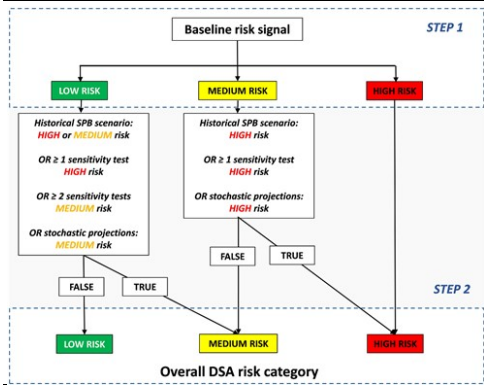 Baseline risk signal
STEP 1
LOW RISK
MEDIUM RISK
HIGH RISK
Historical SPB scenario:
HIGH or MEDIUM risk
OR ≥ 1 sensitivity test
HIGH risk
OR ≥ 2 sensitivity tests
MEDIUM risk
OR stochastic projections:
MEDIUM risk
Historical SPB scenario:
HIGH risk
OR ≥ 1 sensitivity test
HIGH risk
OR stochastic projections:
HIGH risk
FALSE
TRUE
FALSE
TRUE
STEP 2
LOW RISK
MEDIUM RISK
HIGH RISK
Overall DSA risk category